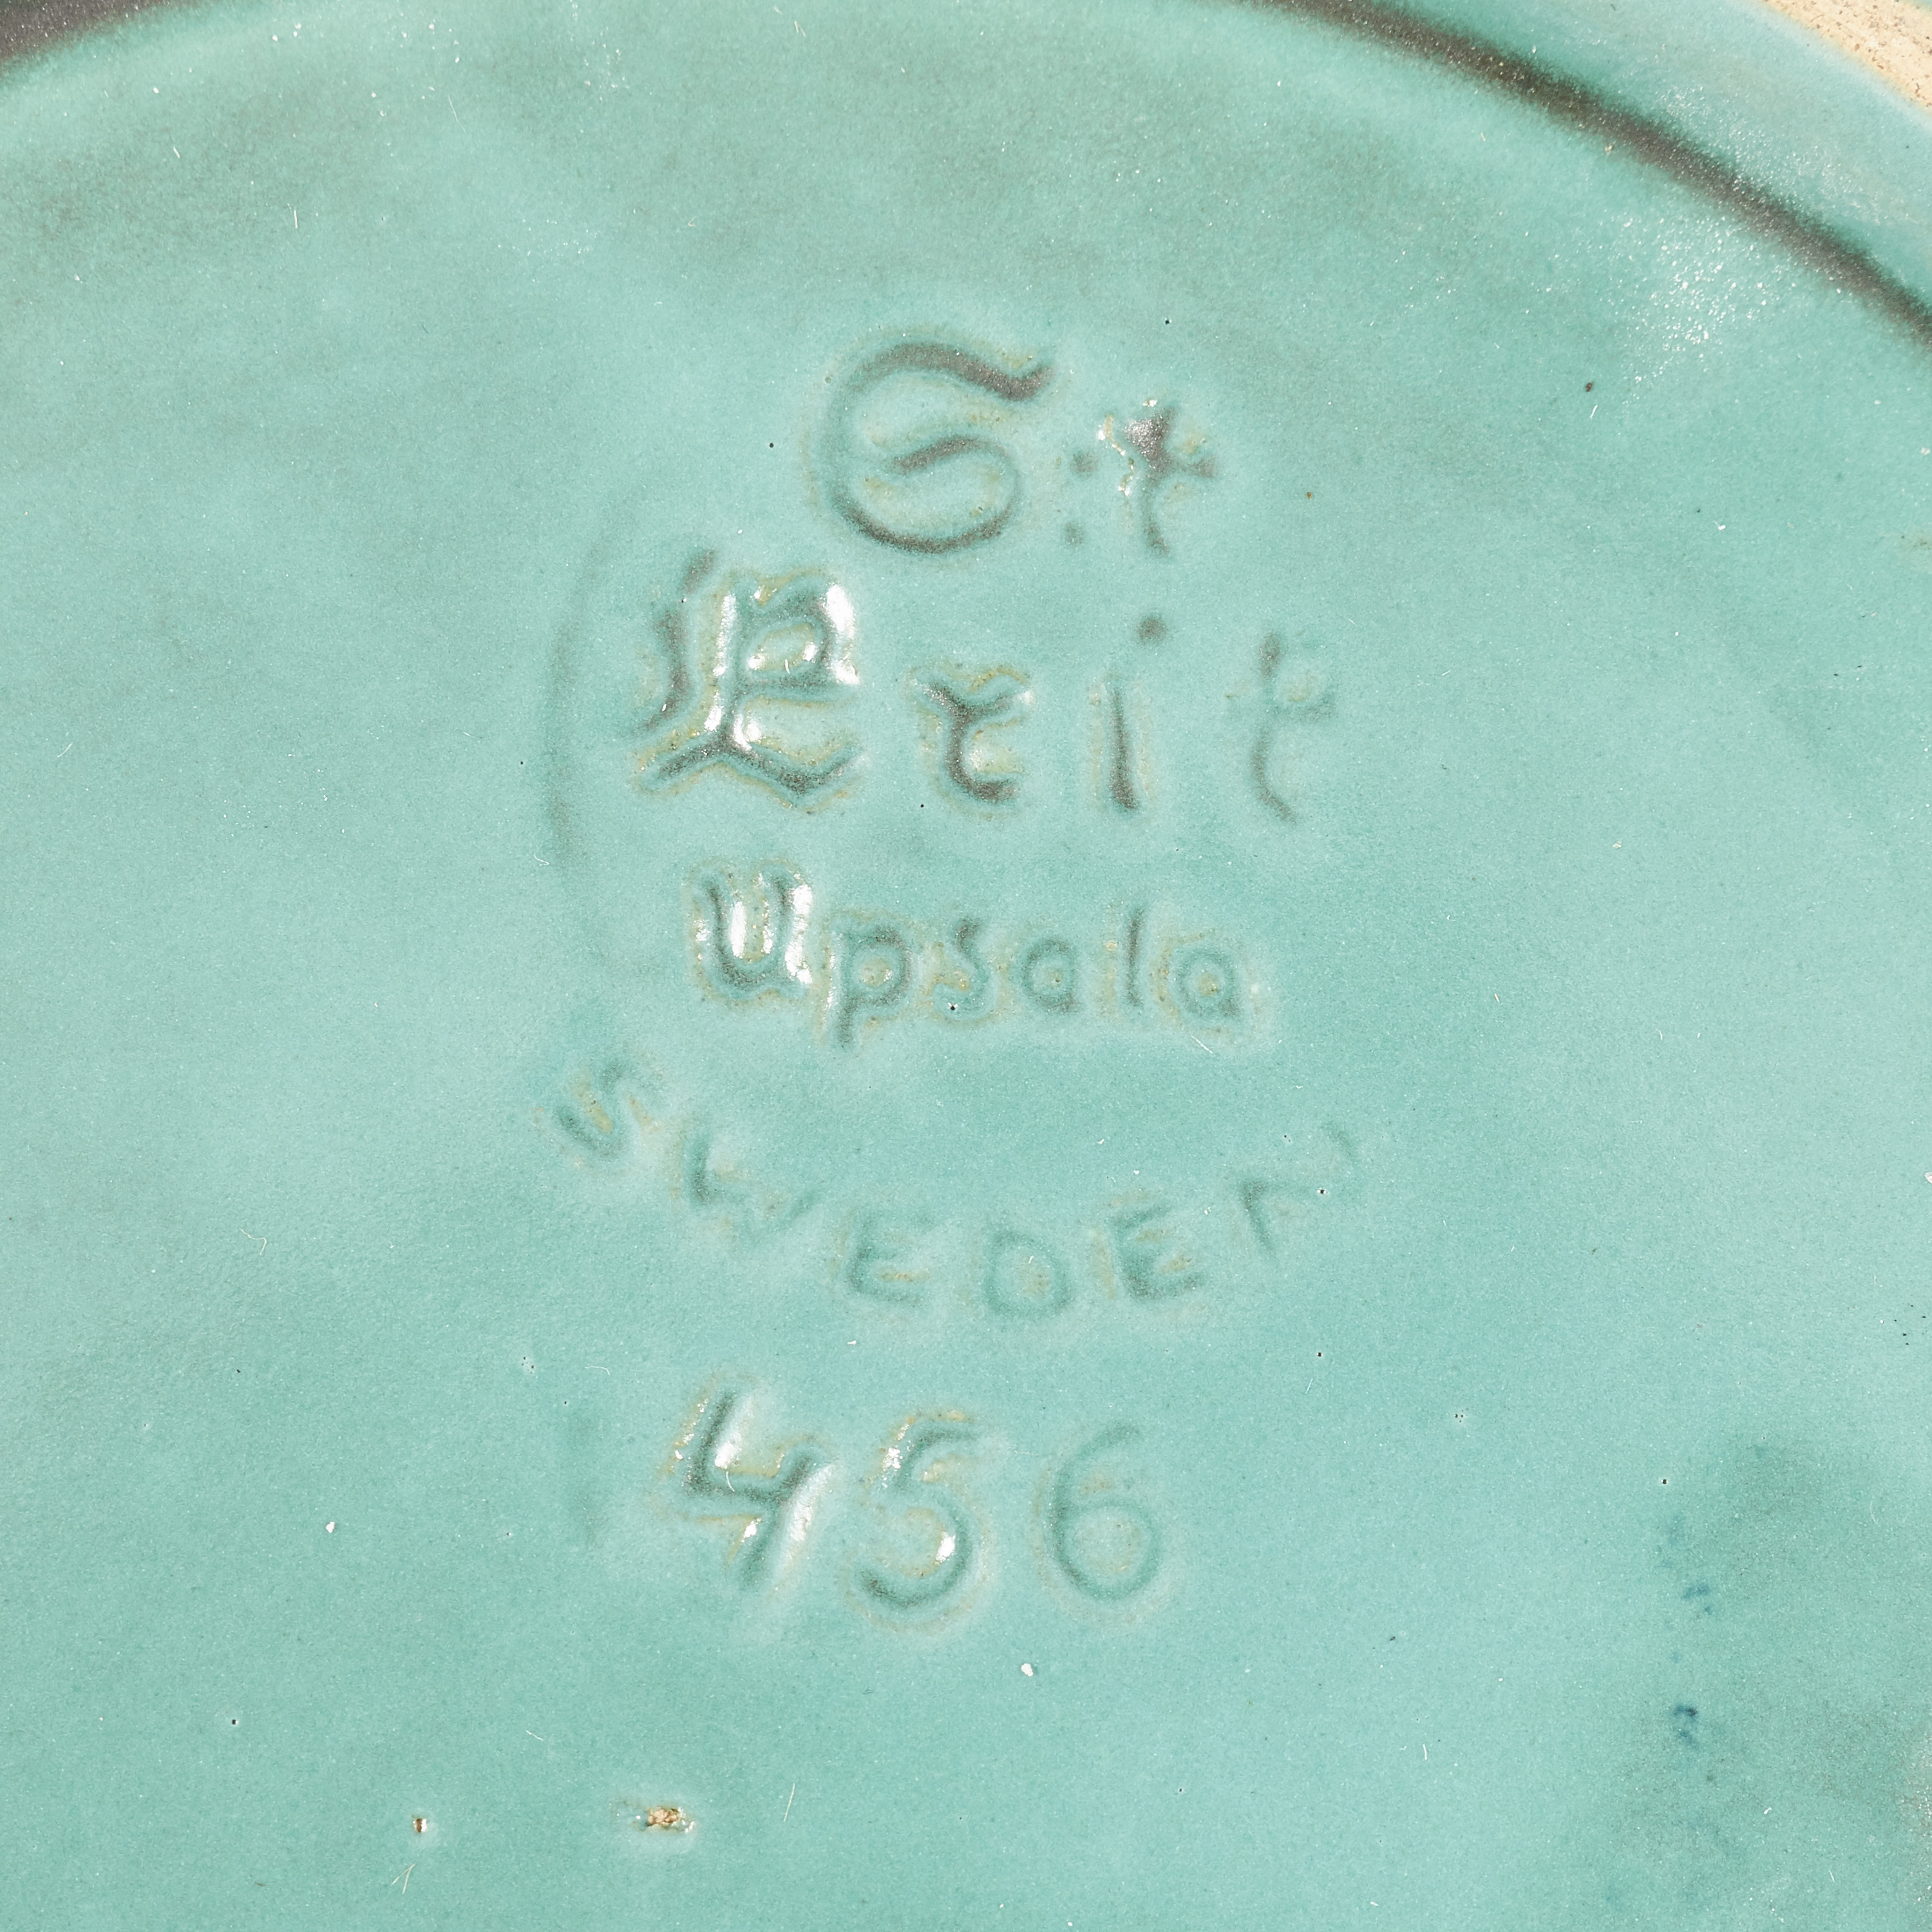 S:t
Erik
Upsala
SWEDEN
456